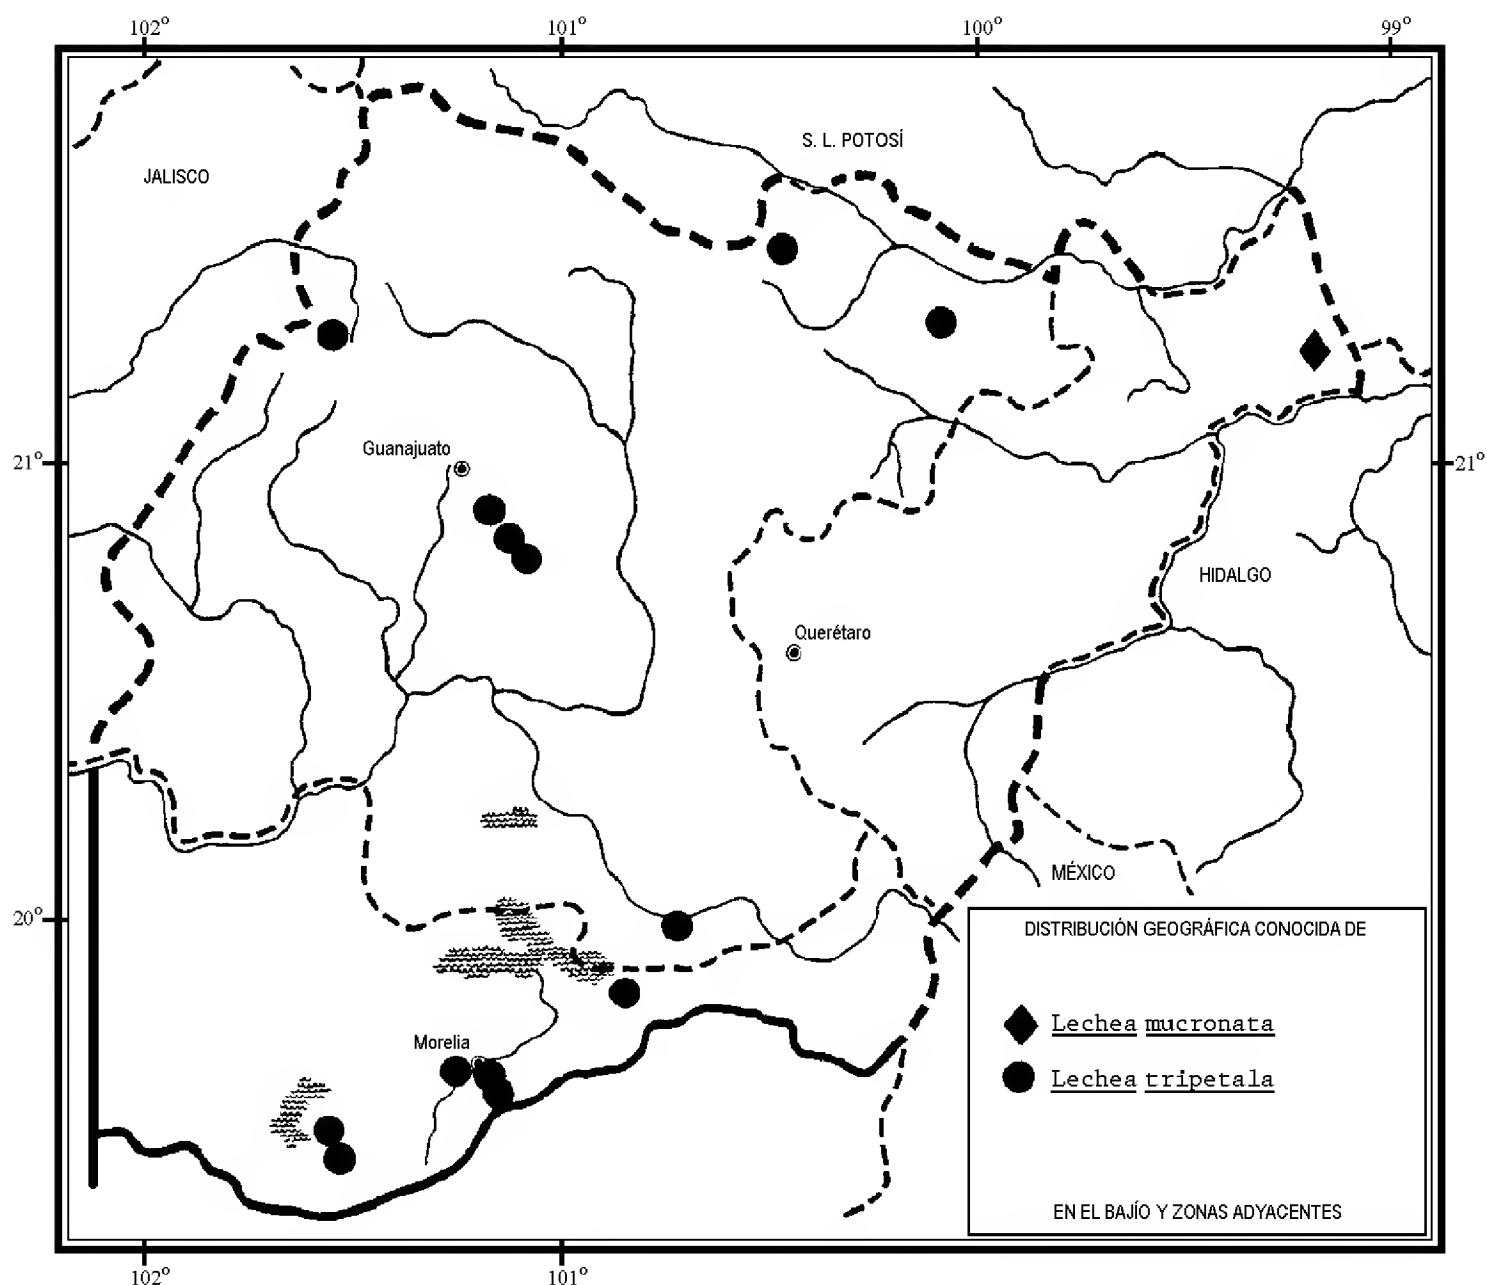 102° 101° 100° 99°
S. L. POTOSÍ
JALISCO
Guanajuato
21° 21°
HIDALGO
Querétaro
MÉXICO
20°
DISTRIBUCIÓN GEOGRÁFICA CONOCIDA DE
Lechea mucronata
Morelia
Lechea tripetala
EN EL BAJÍO Y ZONAS ADYACENTES
102° 101°